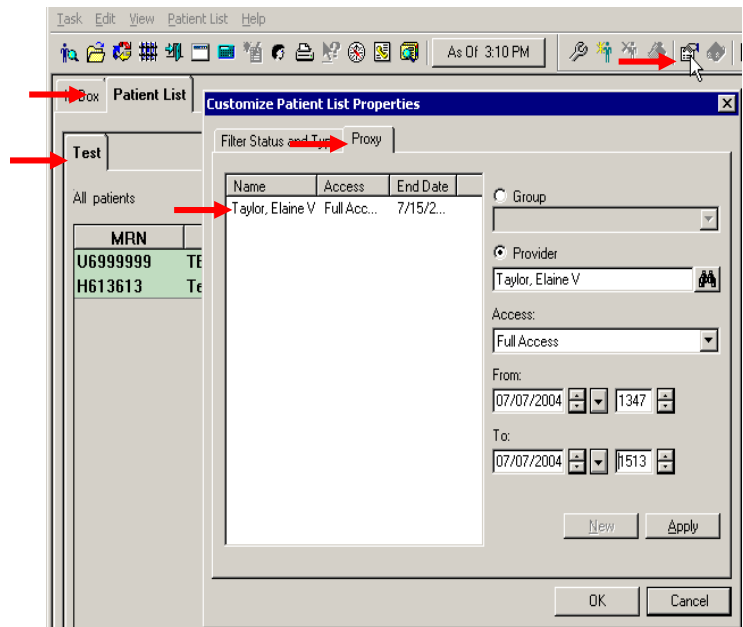 Task Edit View Patient List Help
As Of 3:10 PM
Box Patient List
Customize Patient List Properties
Filter Status and Typ Proxy
Test
All patients
Name Access End Date
Taylor, Elaine V Full Acc... 7/15/2...
Group
MRN
U6999999 TE
H613613 Te
Provider
Taylor, Elaine V
Access:
Full Access
From:
07/07/2004 1347
To:
07/07/2004 1513
New Apply
OK Cancel